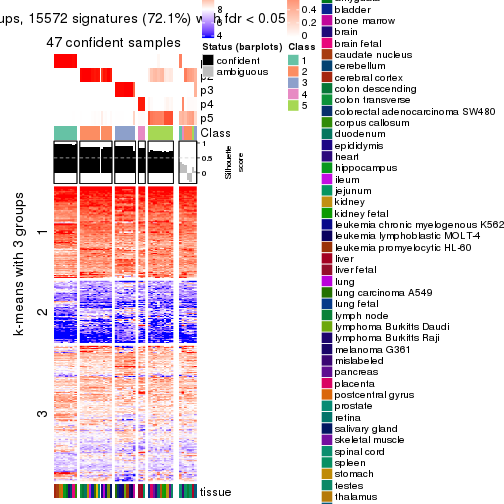 ups, 15572 signatures (72.1%) with fdr < 0.05
47 confident samples
p3
p4
p5
Class
1
0.5
0
Silhouette
score
k-means with 3 groups
1
2
3
tissue
8
6
4
Status (barplots)
confident
ambiguous
0.4
0.2
0
Class
1
2
3
4
5
bladder
bone marrow
brain
brain fetal
caudate nucleus
cerebellum
cerebral cortex
colon descending
colon transverse
colorectal adenocarcinoma SW480
corpus callosum
duodenum
epididymis
heart
hippocampus
ileum
jejunum
kidney
kidney fetal
leukemia chronic myelogenous K562
leukemia lymphoblastic MOLT-4
leukemia promyelocytic HL-60
liver
liver fetal
lung
lung carcinoma A549
lung fetal
lymph node
lymphoma Burkitts Daudi
lymphoma Burkitts Raji
melanoma G361
mislabeled
pancreas
placenta
postcentral gyrus
prostate
retina
salivary gland
skeletal muscle
spinal cord
spleen
stomach
testes
thalamus